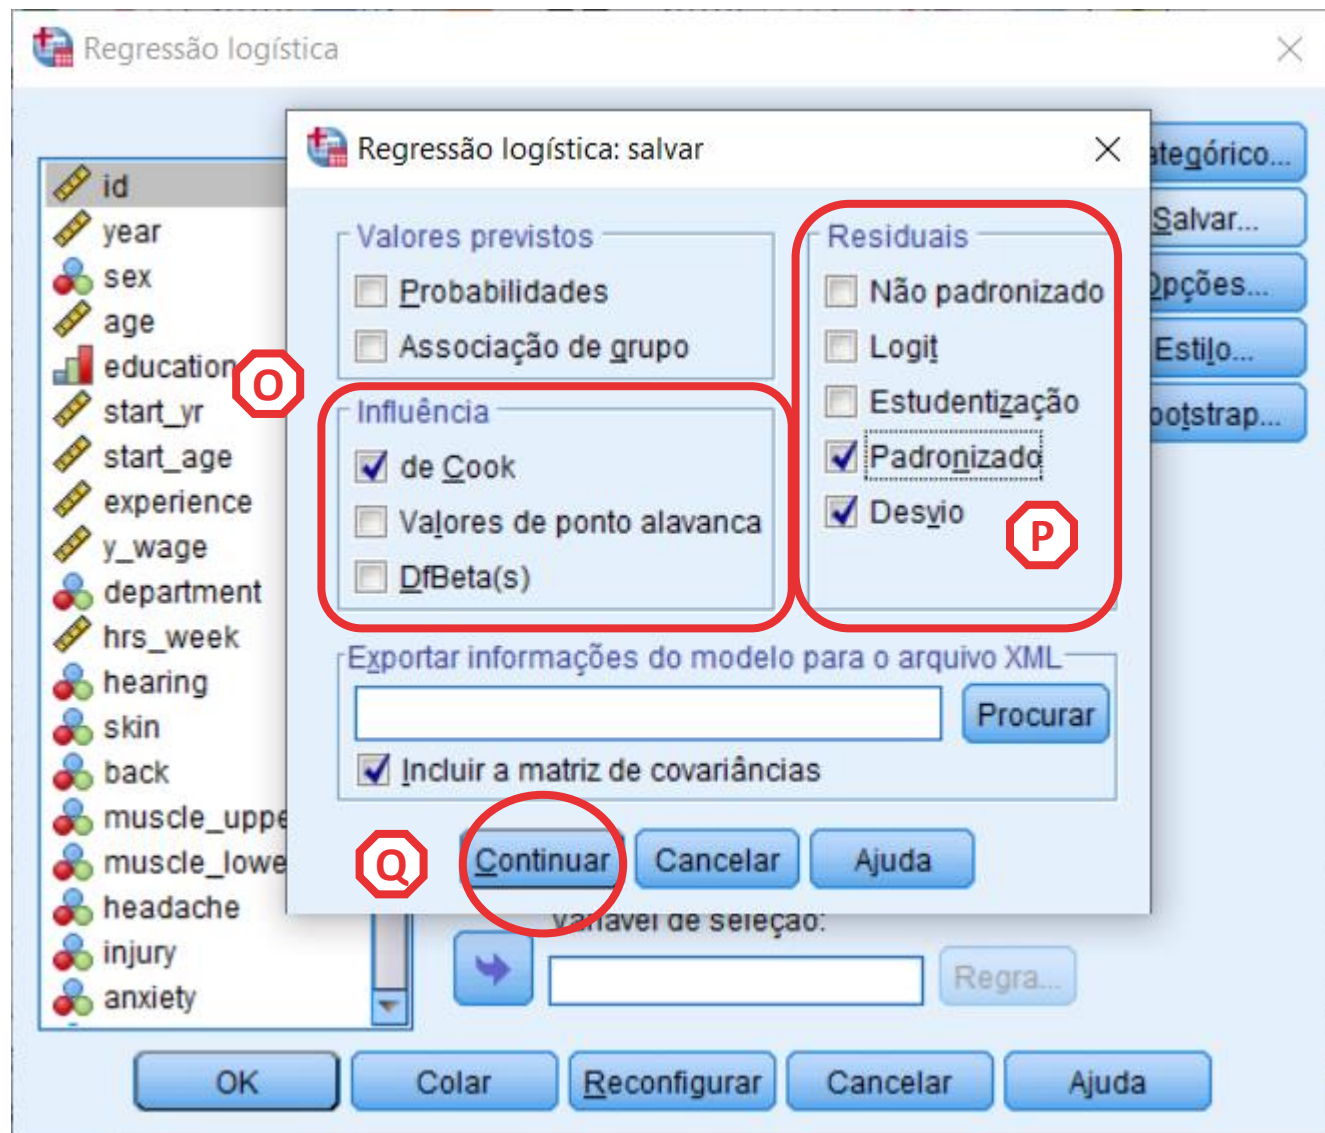 Regressão logística
Regressão logística: salvar
id
year
sex
age
education
start_yr
start_age
experience
y_wage
department
hrs_week
hearing
skin
back
muscle_uppe
muscle_lowe
headache
injury
anxiety
O
Valores previstos
Probabilidades
Associação de grupo
Influência
de Cook
Valores de ponto alavanca
DfBeta(s)
Residuais
Não padronizado
Logit
Estudentização
Padronizado
Desvio
P
Exportar informações do modelo para o arquivo XML
Procurar
Incluir a matriz de covariâncias
Q
Continuar
Cancelar
Ajuda
ategórico...
Salvar...
Opções...
Estilo...
ootstrap...
Variável de seleção:
Regra...
OK
Colar
Reconfigurar
Cancelar
Ajuda